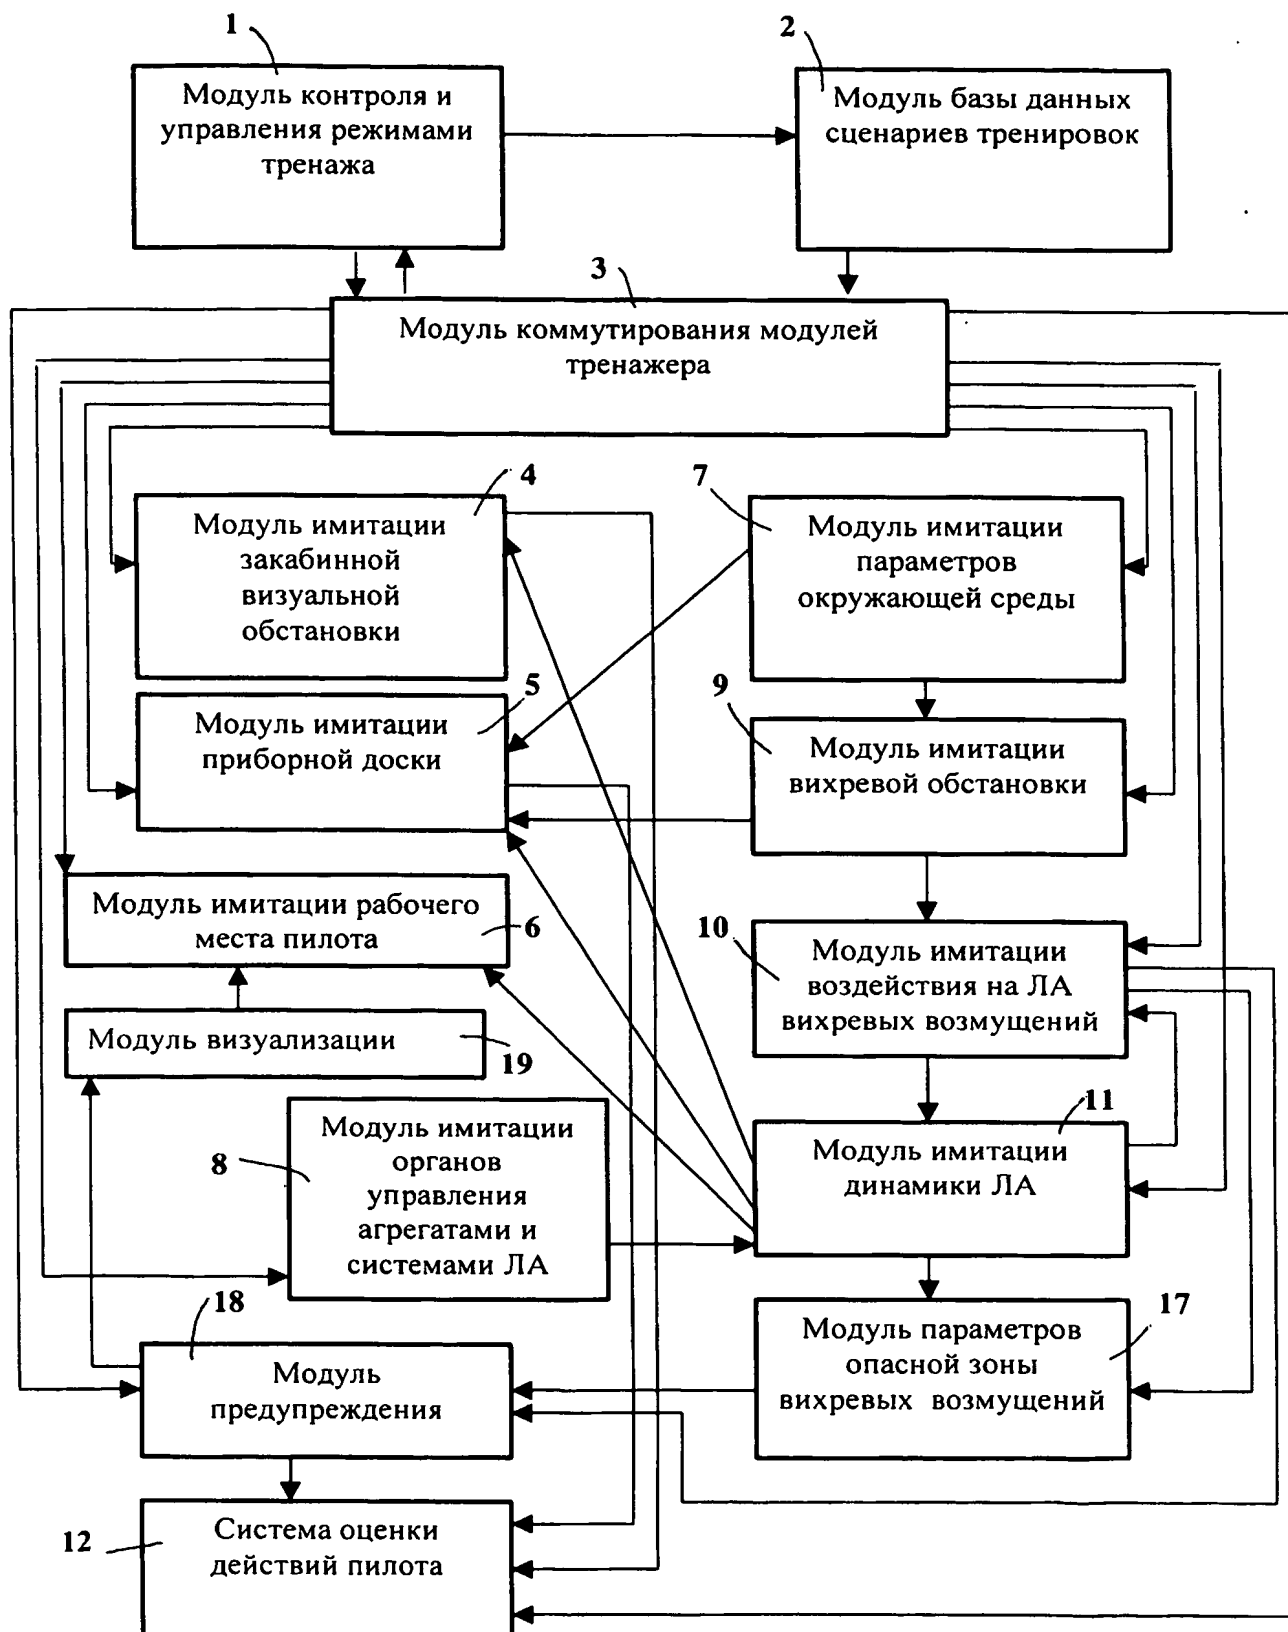 1
Модуль контроля и
управления режимами
тренажа
2
Модуль базы данных
сценариев тренировок
3
Модуль коммутирования модулей
тренажера
4
Модуль имитации
закабинной
визуальной
обстановки
7
Модуль имитации
параметров
окружающей среды
5
Модуль имитации
приборной доски
9
Модуль имитации
вихревой обстановки
Модуль имитации рабочего
места пилота
6
10
Модуль имитации
воздействия на ЛА
вихревых возмущений
Модуль визуализации
19
8
Модуль имитации
органов
управления
агрегатами и
системами ЛА
11
Модуль имитации
динамики ЛА
18
Модуль
предупреждения
17
Модуль параметров
опасной зоны
вихревых возмущений
12
Система оценки
действий пилота